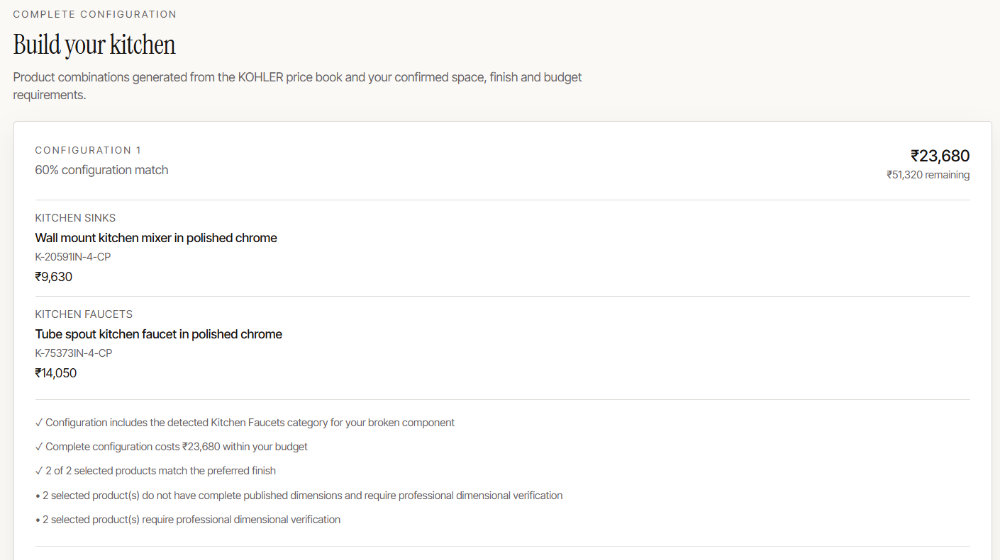 COMPLETE CONFIGURATION
Build your kitchen
Product combinations generated from the KOHLER price book and your confirmed space, finish and budget
requirements.
CONFIGURATION 1
₹23,680
60% configuration match
₹51,320 remaining
KITCHEN SINKS
Wall mount kitchen mixer in polished chrome
K-20591IN-4-CP
₹9,630
KITCHEN FAUCETS
Tube spout kitchen faucet in polished chrome
K-75373IN-4-CP
₹14,050
✓ Configuration includes the detected Kitchen Faucets category for your broken component
✓ Complete configuration costs ₹23,680 within your budget
✓ 2 of 2 selected products match the preferred finish
• 2 selected product(s) do not have complete published dimensions and require professional dimensional verification
• 2 selected product(s) require professional dimensional verification